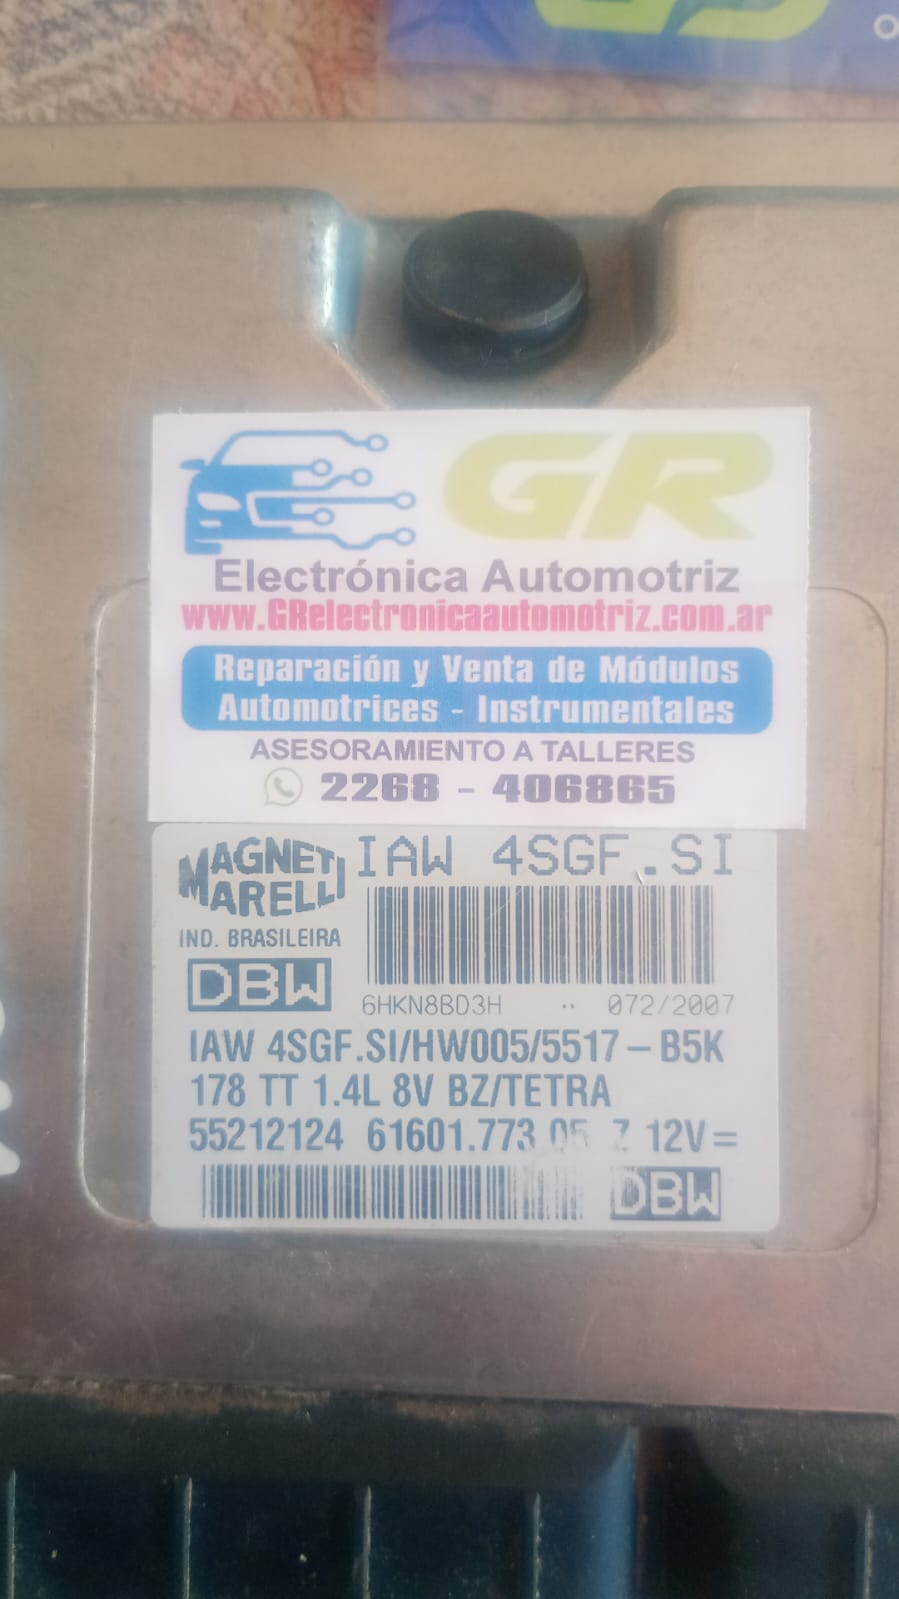 GR
Electrónica Automotriz
www.GRelectronicaautomotriz.com.ar
Reparación y Venta de Módulos
Automotrices - Instrumentales
ASESORAMIENTO A TALLERES
2268 - 406865
MAGNETI MARELLI
IAW 4SGF.SI
IND. BRASILEIRA
DBW
6HKN8BD3H .. 072/2007
IAW 4SGF.SI/HW005/5517 - B5K
178 TT 1.4L 8V BZ/TETRA
55212124 61601.773.05 Z 12V=
DBW